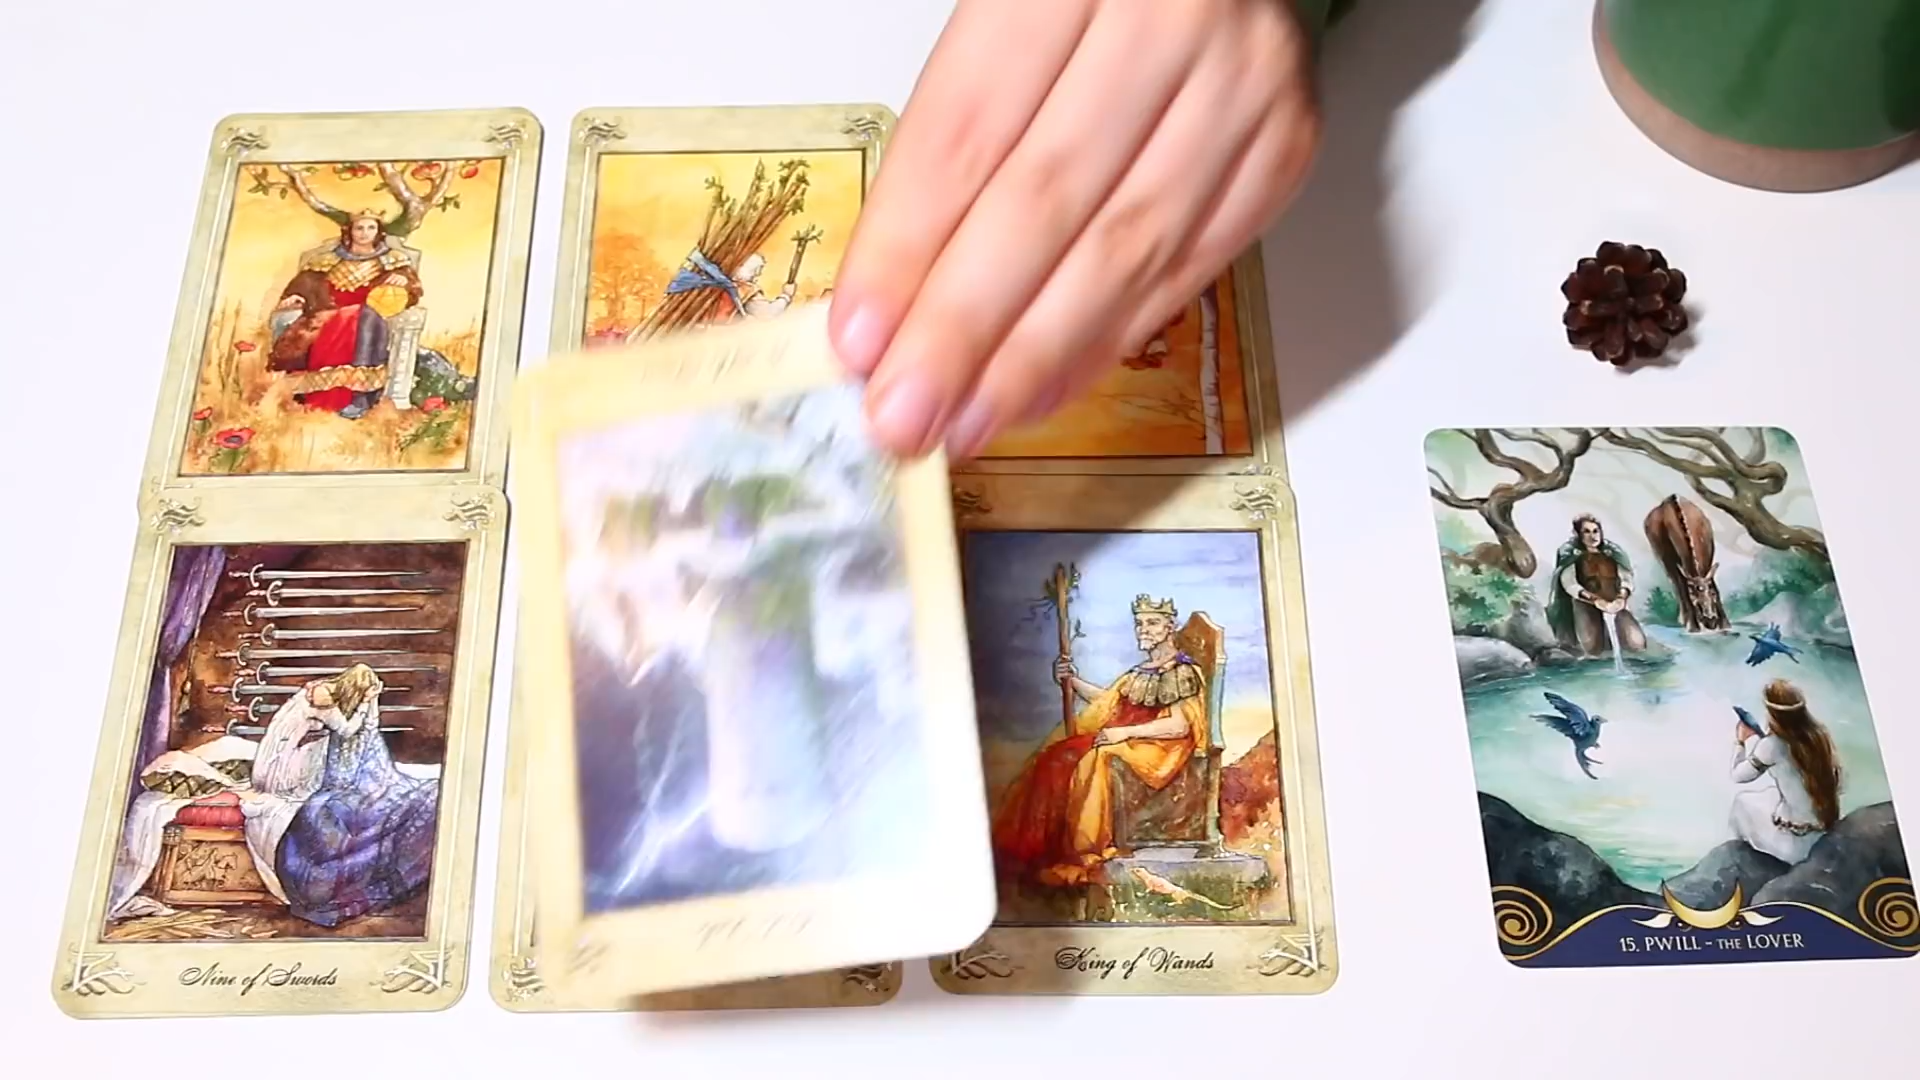 Nine of Swords
King of Wands
15. PWILL - THE LOVER